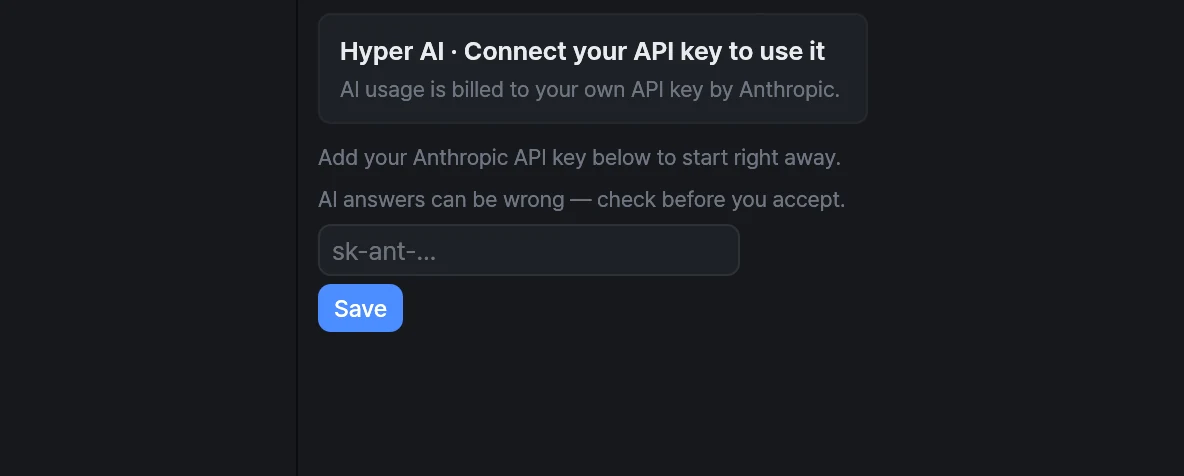 Hyper AI · Connect your API key to use it
AI usage is billed to your own API key by Anthropic.
Add your Anthropic API key below to start right away.
AI answers can be wrong — check before you accept.
sk-ant-...
Save